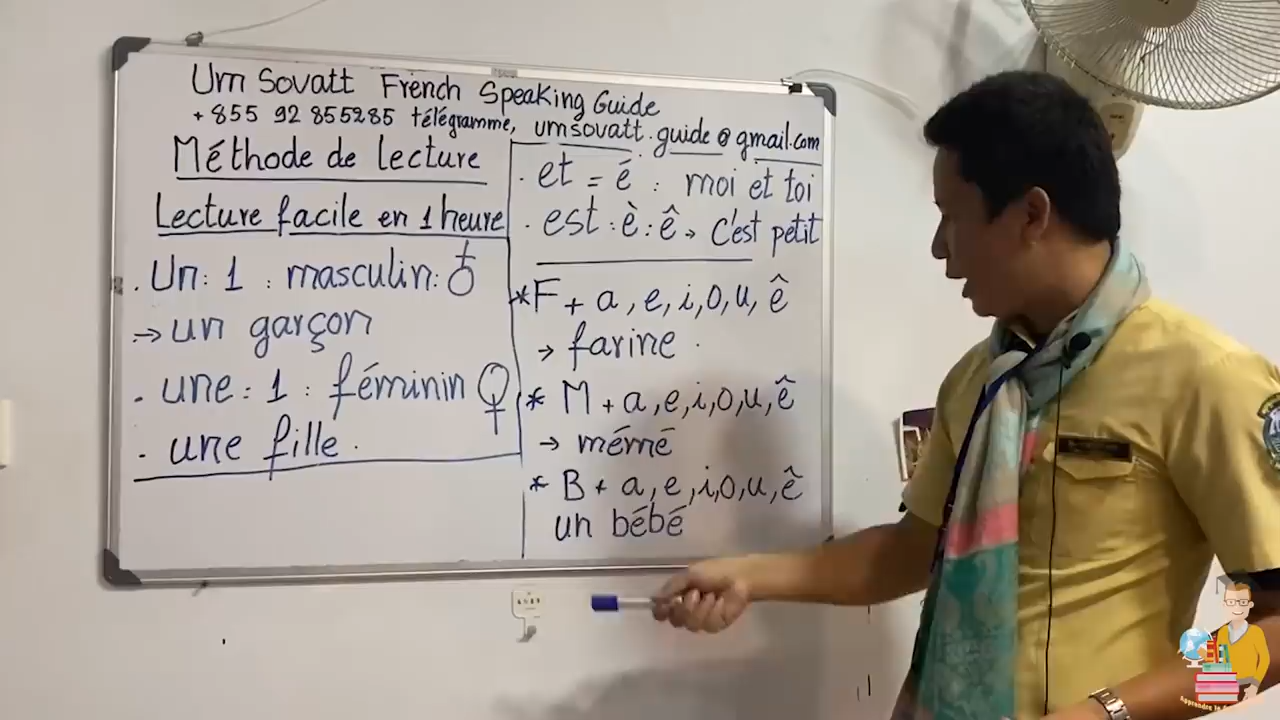 Um Sovatt French Speaking Guide
+855 92 855285 télégramme, umsovatt.guide@gmail.com
Méthode de lecture
Lecture facile en 1 heure
. Un : 1 : masculin : ♂
→ un garçon
. une : 1 : féminin ♀
. une fille.
. et = é : moi et toi
. est : è : ê → c'est petit
* F + a, e, i, o, u, ê
→ farine.
* M + a, e, i, o, u, ê
→ mémé
* B + a, e, i, o, u, ê
un bébé